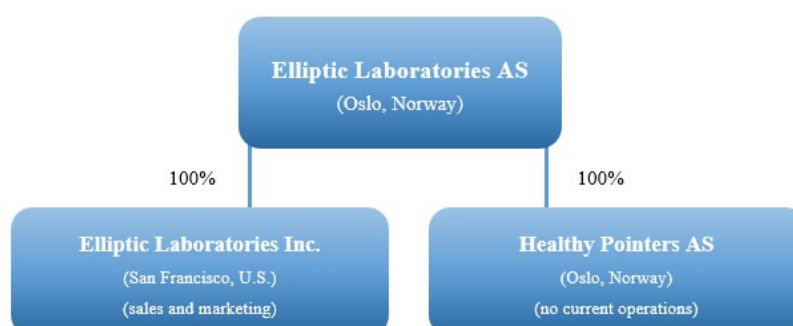 Elliptic Laboratories AS
(Oslo, Norway)
100%
100%
Elliptic Laboratories Inc.
(San Francisco, U.S.)
(sales and marketing)
Healthy Pointers AS
(Oslo, Norway)
(no current operations)